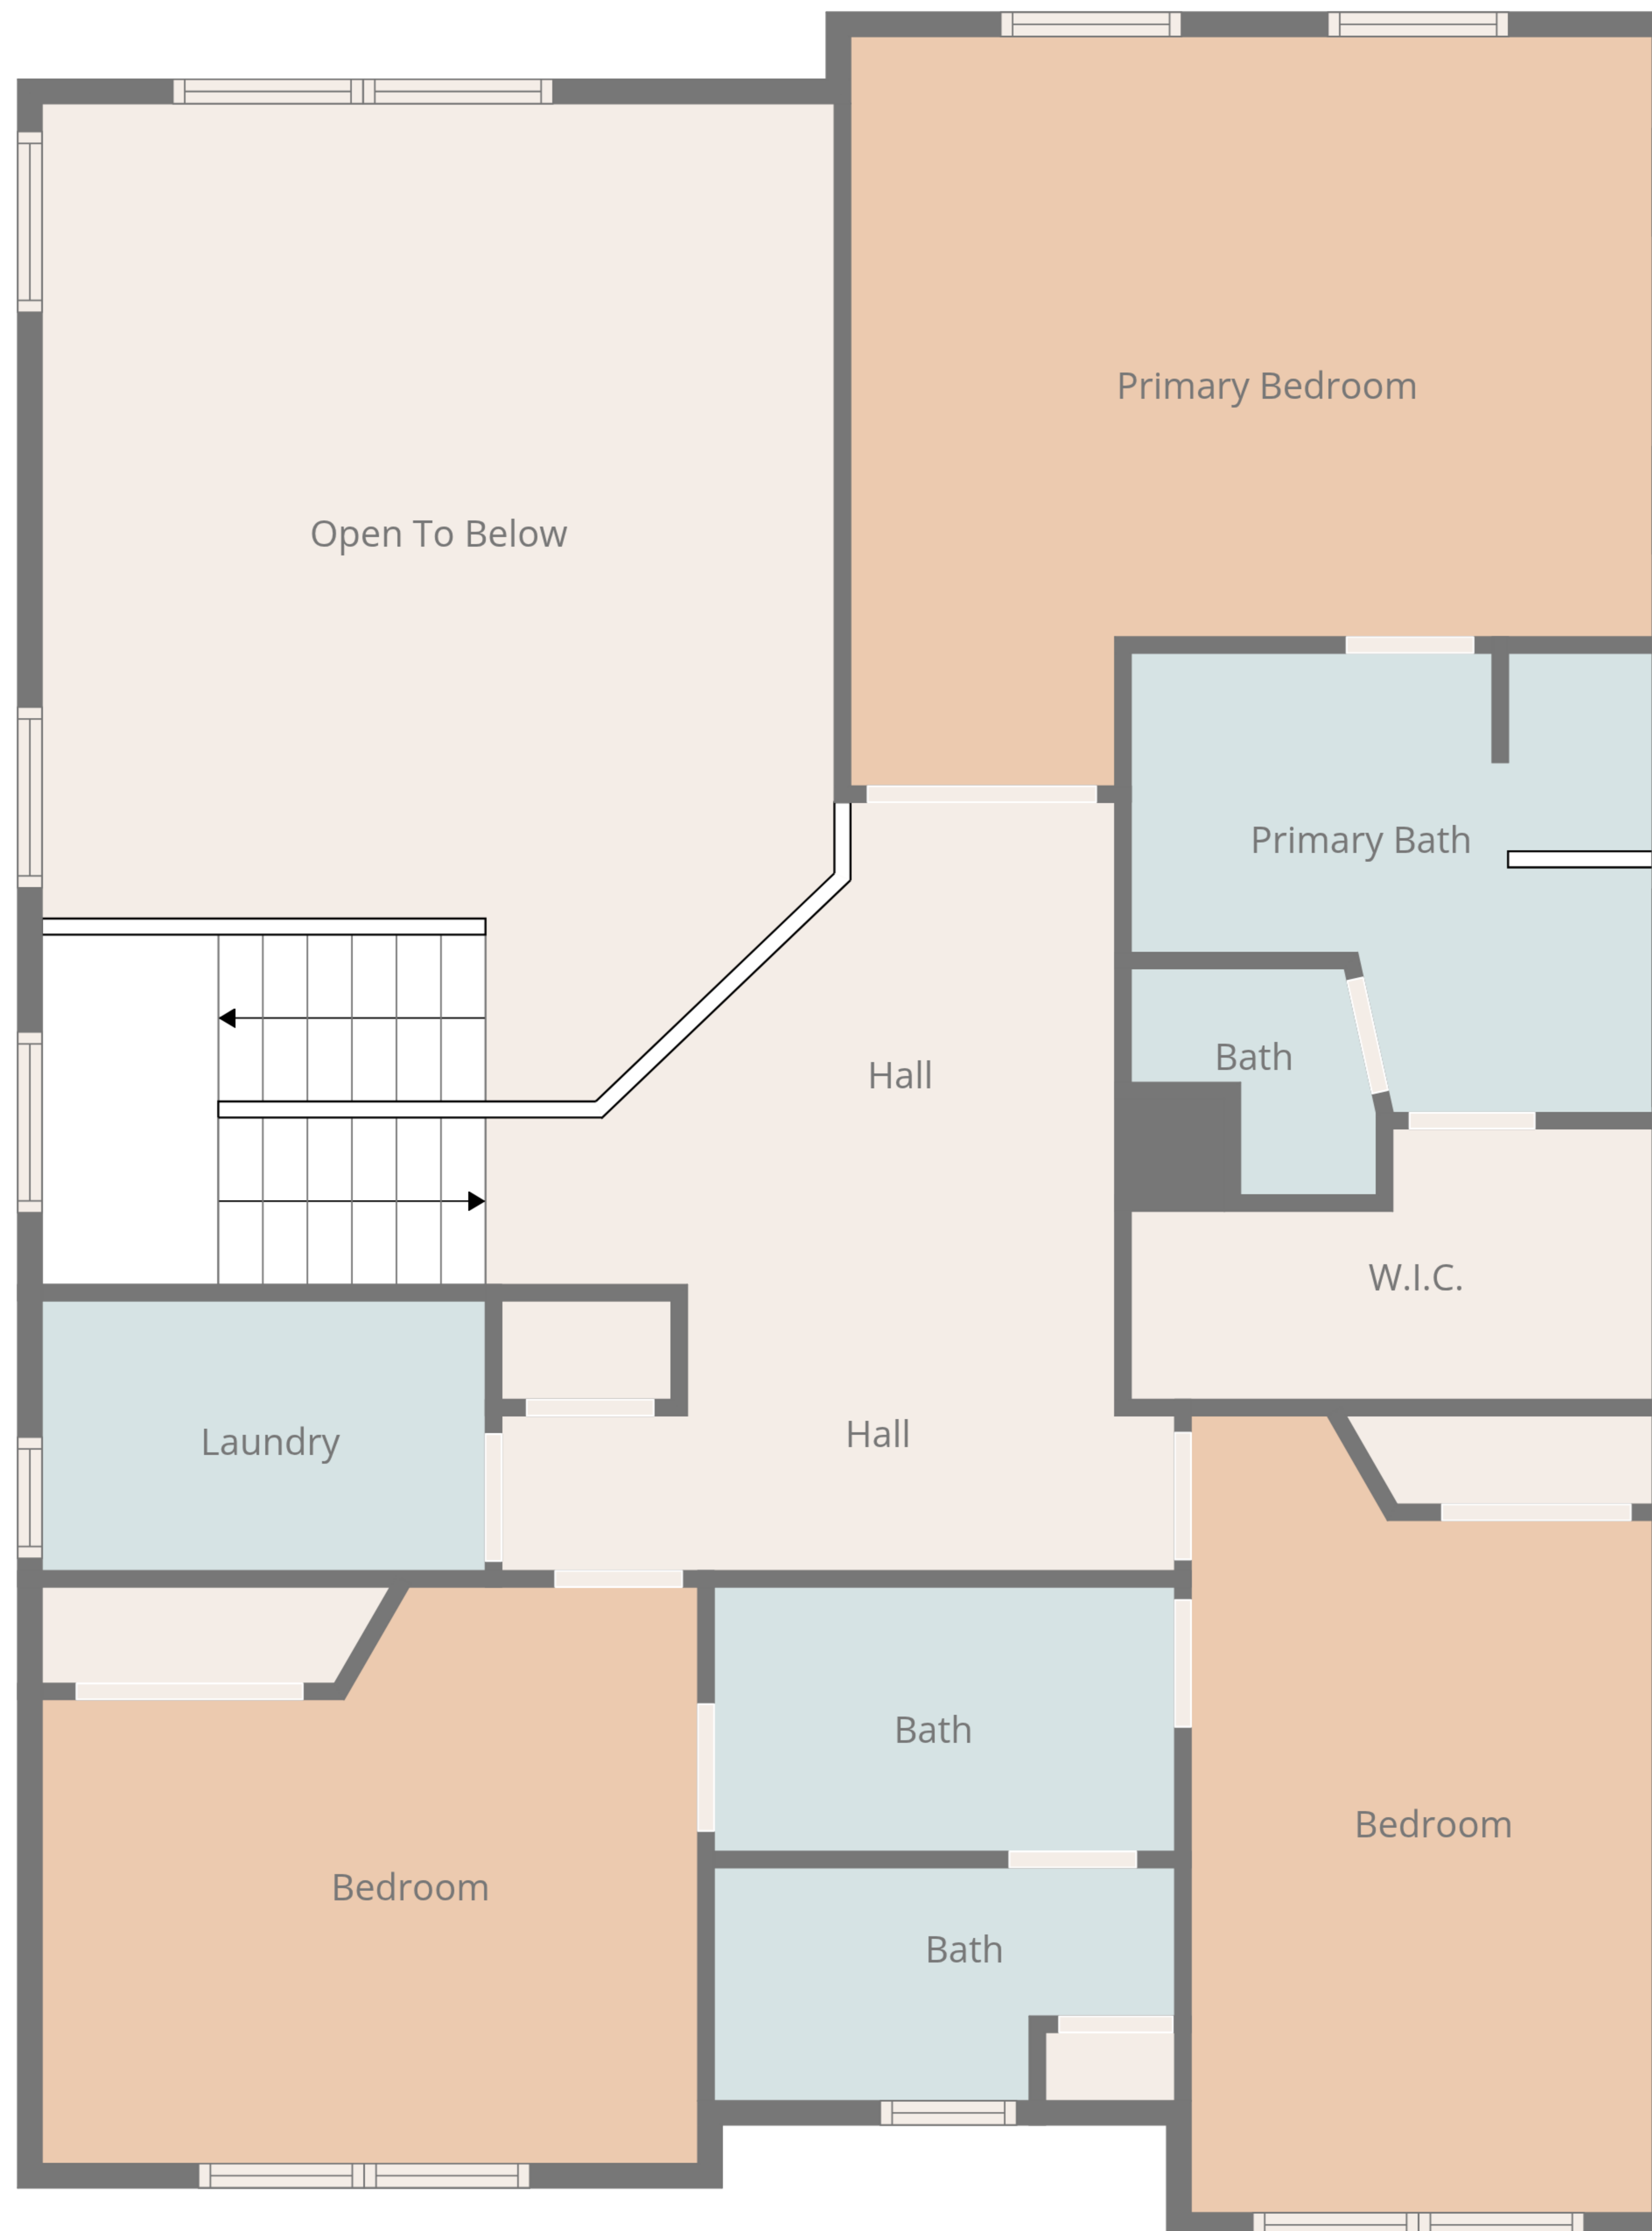 Primary Bedroom
Open To Below
Primary Bath
Bath
Hall
W.I.C.
Hall
Laundry
Bath
Bedroom
Bedroom
Bath